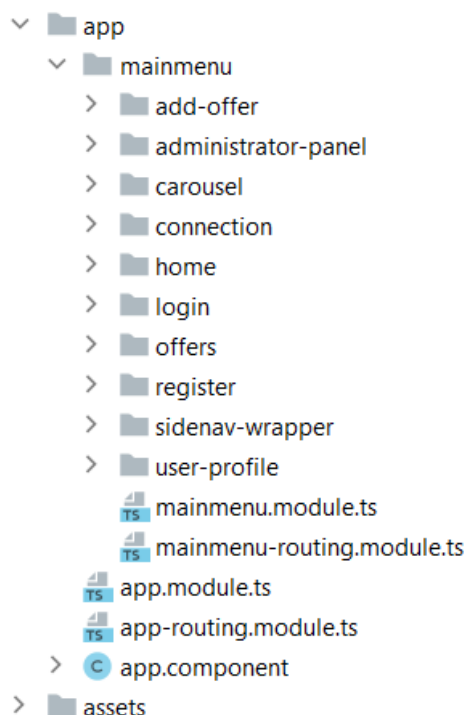 app
mainmenu
add-offer
administrator-panel
carousel
connection
home
login
offers
register
sidenav-wrapper
user-profile
TS mainmenu.module.ts
TS mainmenu-routing.module.ts
TS app.module.ts
TS app-routing.module.ts
C app.component
assets